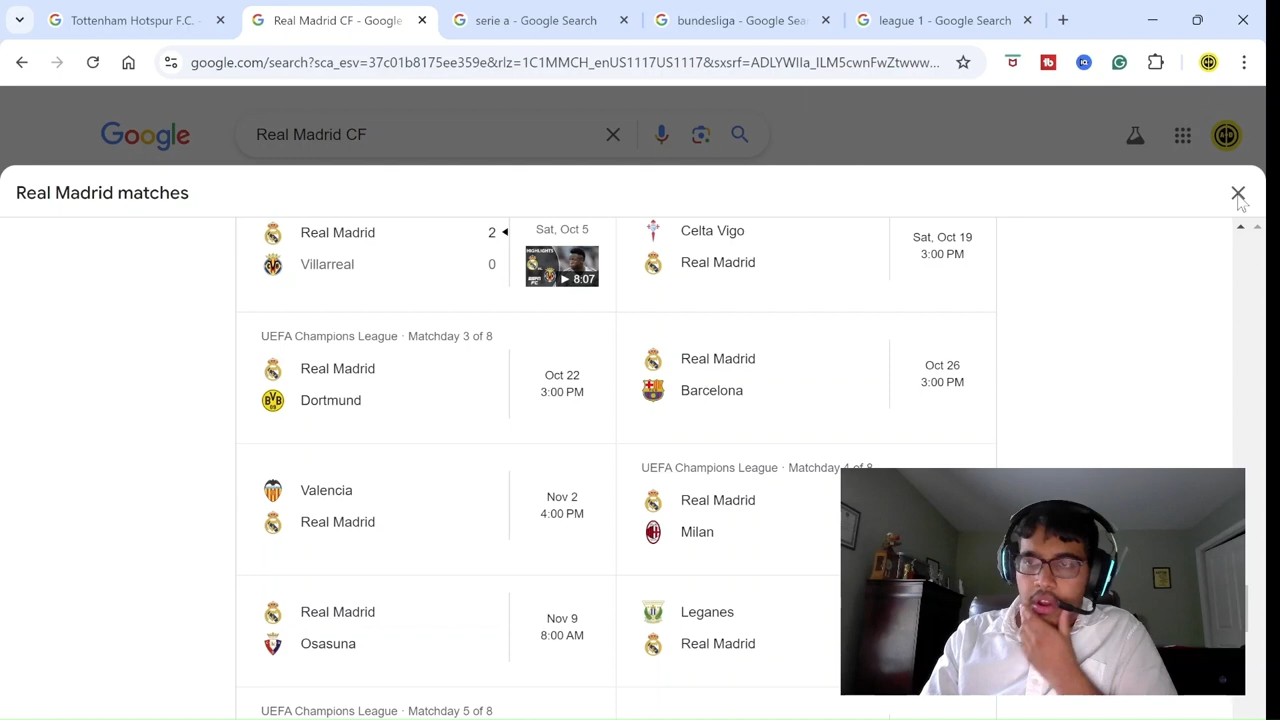 Tottenham Hotspur F.C. -
Real Madrid CF - Google
serie a - Google Search
bundesliga - Google Sea
league 1 - Google Search
google.com/search?sca_esv=37c01b8175ee359e&rlz=1C1MMCH_enUS1117US1117&sxsrf=ADLYWIIa_ILM5cwnFwZtwww...
Google
Real Madrid CF
Real Madrid matches
Real Madrid 2
Villarreal 0
Sat, Oct 5
HIGHLIGHTS
8:07
Celta Vigo
Real Madrid
Sat, Oct 19
3:00 PM
UEFA Champions League · Matchday 3 of 8
Real Madrid
Dortmund
Oct 22
3:00 PM
Real Madrid
Barcelona
Oct 26
3:00 PM
Valencia
Real Madrid
Nov 2
4:00 PM
UEFA Champions League · Matchday 4 of 8
Real Madrid
Milan
Real Madrid
Osasuna
Nov 9
8:00 AM
Leganes
Real Madrid
UEFA Champions League · Matchday 5 of 8